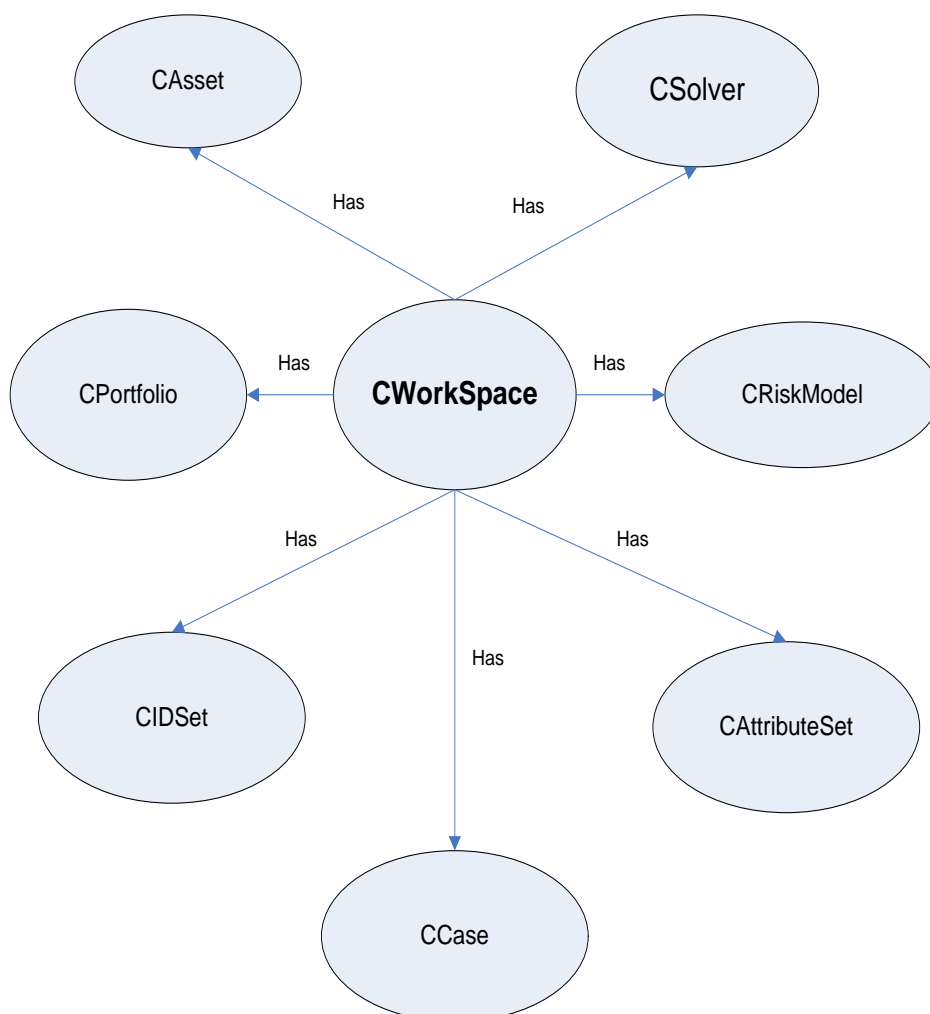 CAsset
CSolver
Has
Has
CPortfolio
Has
CWorkSpace
Has
CRiskModel
Has
Has
Has
CIDSet
CAttributeSet
CCase